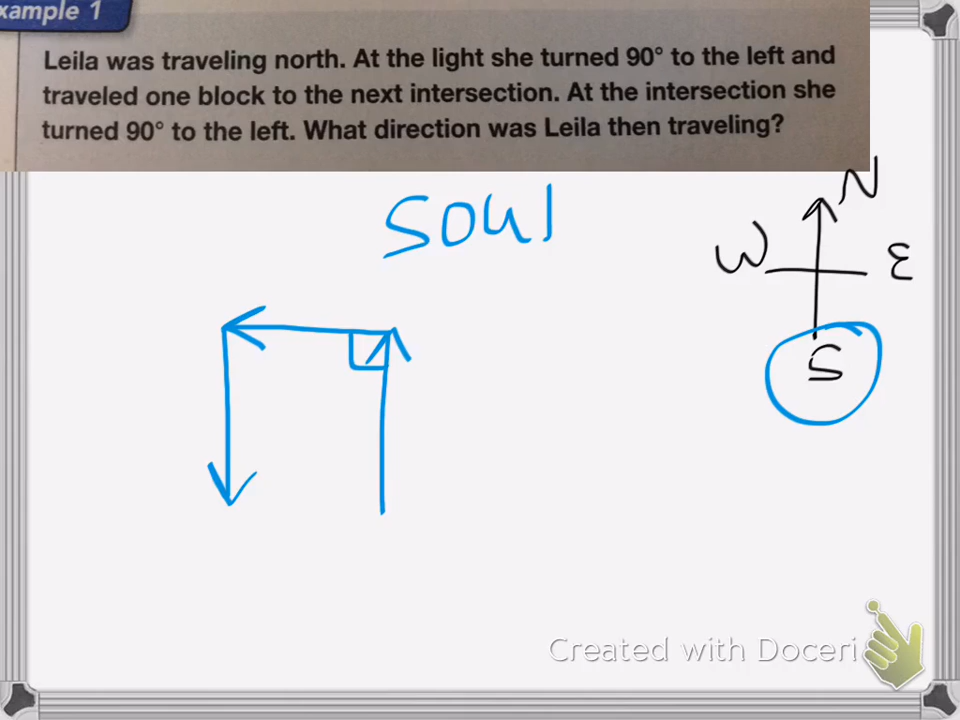 xample 1
Leila was traveling north. At the light she turned 90° to the left and
traveled one block to the next intersection. At the intersection she
turned 90° to the left. What direction was Leila then traveling?
N
soul
W
E
S
Created with Doceri